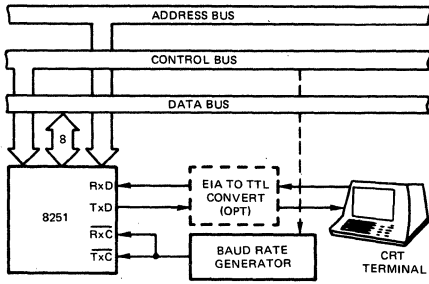 ADDRESS BUS
CONTROL BUS
DATA BUS
8
8251
RxD
TxD
RxC
TxC
EIA TO TTL
CONVERT
(OPT)
BAUD RATE
GENERATOR
CRT
TERMINAL